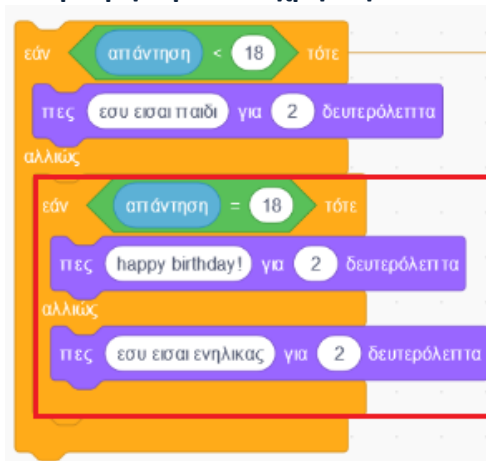 εάν απάντηση < 18 τότε
πες εσυ εισαι παιδι για 2 δευτερόλεπτα
αλλιώς
εάν απάντηση = 18 τότε
πες happy birthday! για 2 δευτερόλεπτα
αλλιώς
πες εσυ εισαι ενηλικας για 2 δευτερόλεπτα